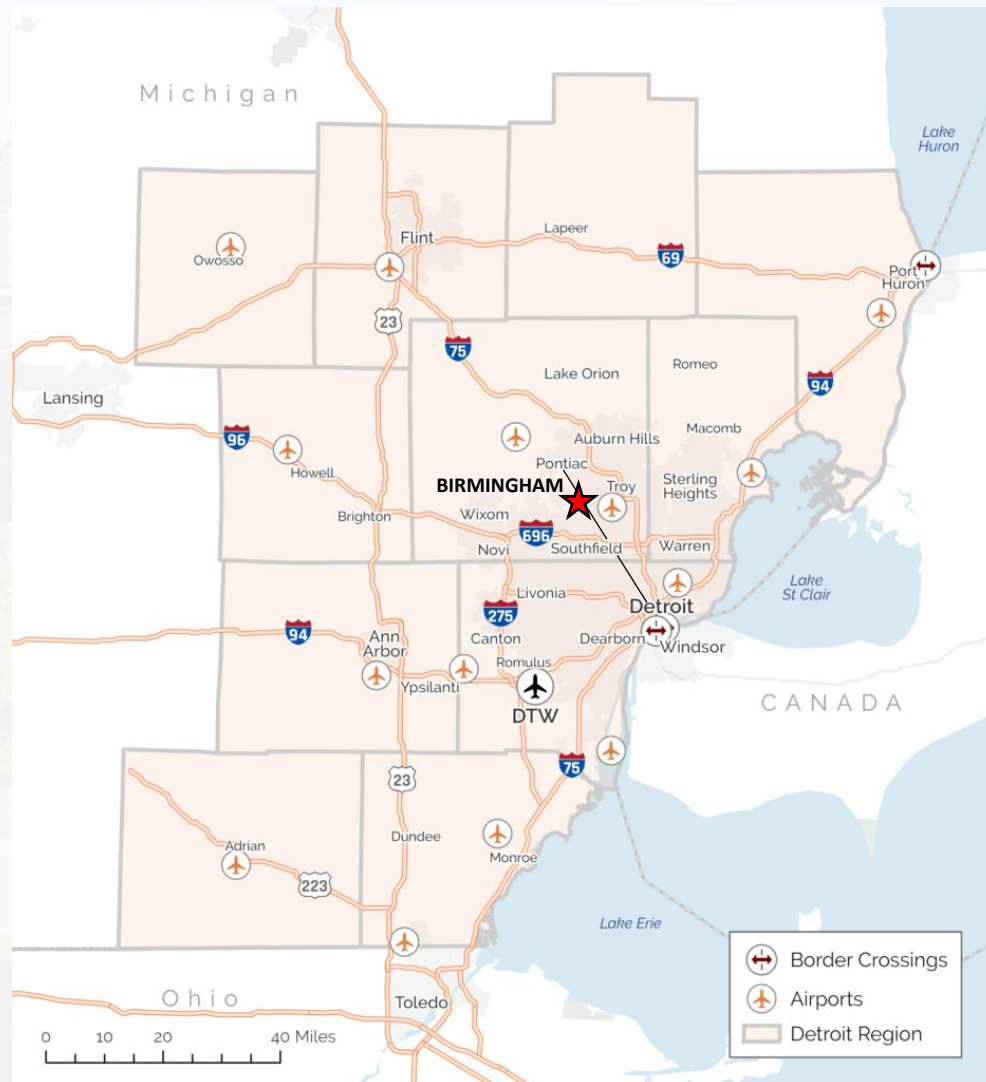 Michigan
Lake
Huron
Flint
Lapeer
Owosso
69
Port
Huron
23
75
Lake Orion
Romeo
94
Lansing
96
Howell
Auburn Hills
Macomb
Pontiac
BIRMINGHAM
Troy
Sterling
Heights
Brighton
Wixom
696
Novi
Southfield
Warren
Lake
St Clair
Livonia
275
Detroit
94
Ann
Arbor
Canton
Dearborn
Windsor
Romulus
Ypsilanti
DTW
CANADA
75
23
Dundee
Adrian
Monroe
223
Lake Erie
Border Crossings
Airports
Detroit Region
Ohio
Toledo
0 10 20 40 Miles